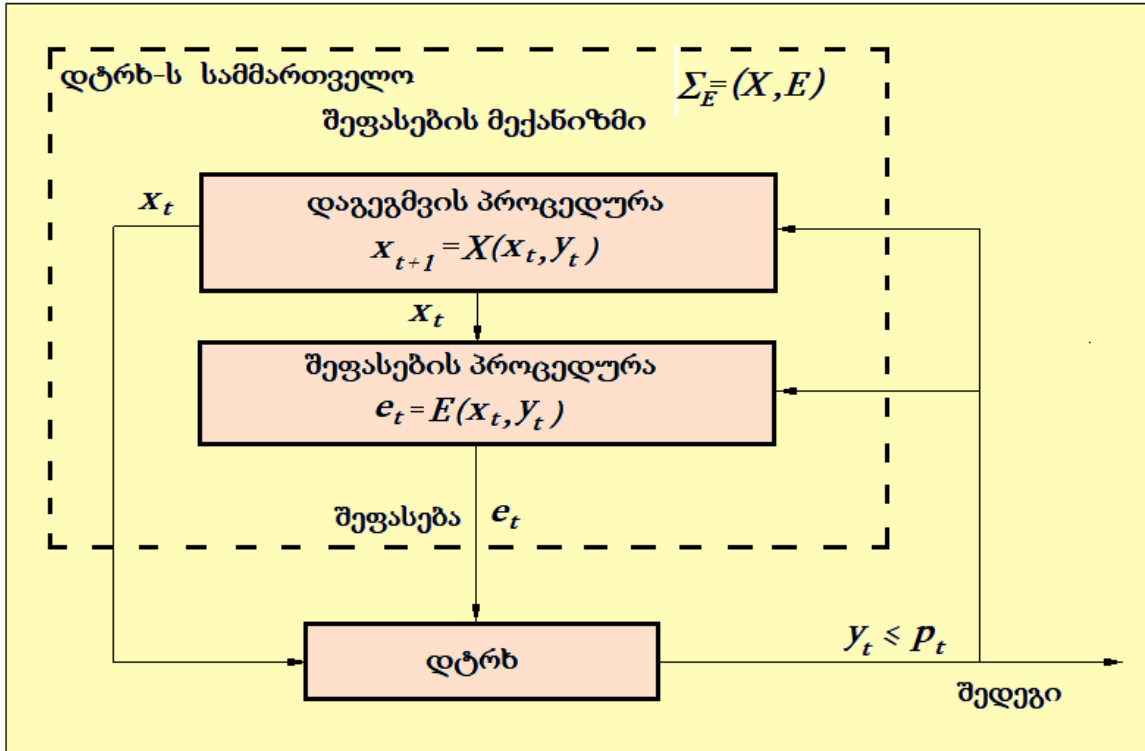 დტრხ-ს სამმართველო
Σ_E=(X,E)
შეფასების მექანიზმი
x_t
დაგეგმვის პროცედურა
x_{t+1}=X(x_t,y_t)
x_t
შეფასების პროცედურა
e_t=E(x_t,y_t)
შეფასება e_t
დტრხ
y_t ⩽ p_t
შედეგი